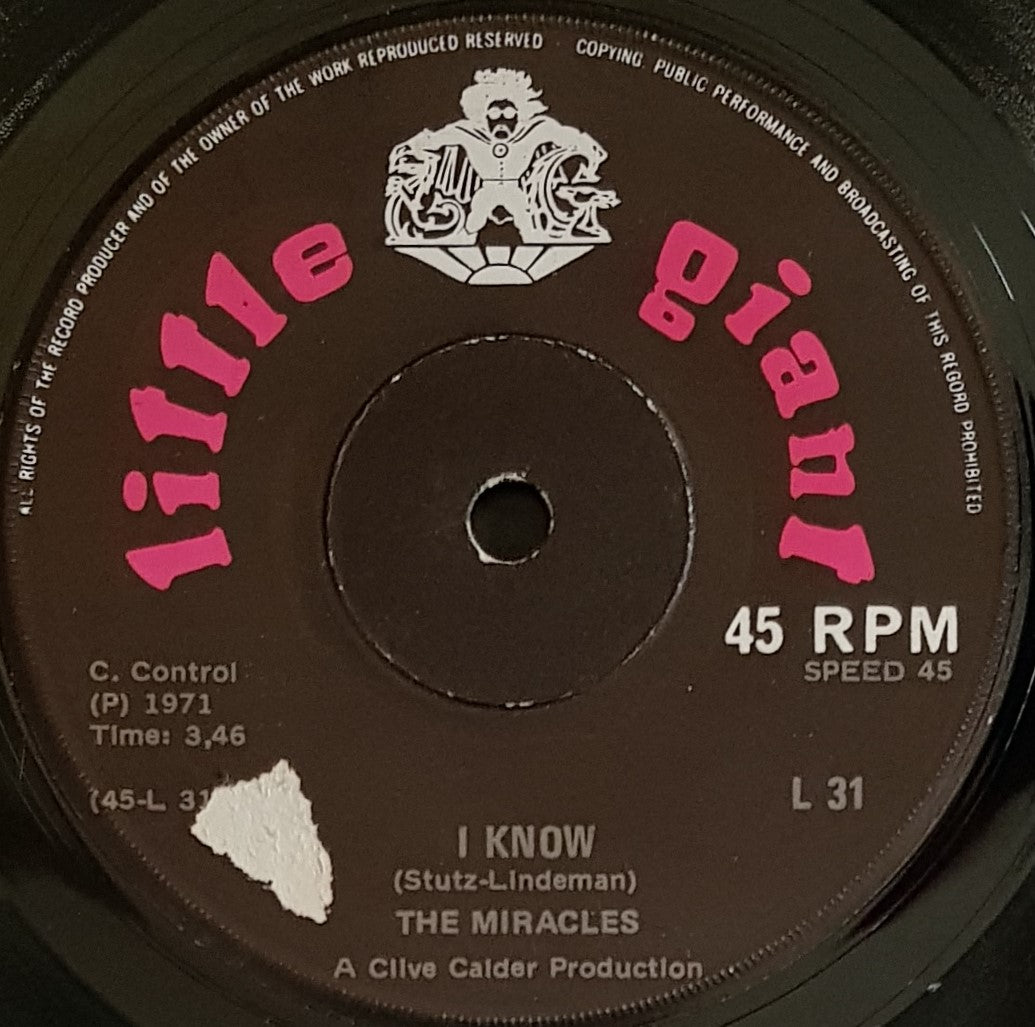 ALL RIGHTS OF THE RECORD PRODUCER AND OF THE OWNER OF THE WORK REPRODUCED RESERVED
COPYING, PUBLIC PERFORMANCE AND BROADCASTING OF THIS RECORD PROHIBITED
little giant
45 RPM
SPEED 45
C. Control
(P) 1971
Time: 3,46
(45-L 31
L 31
I KNOW
(Stutz-Lindeman)
THE MIRACLES
A Clive Calder Production